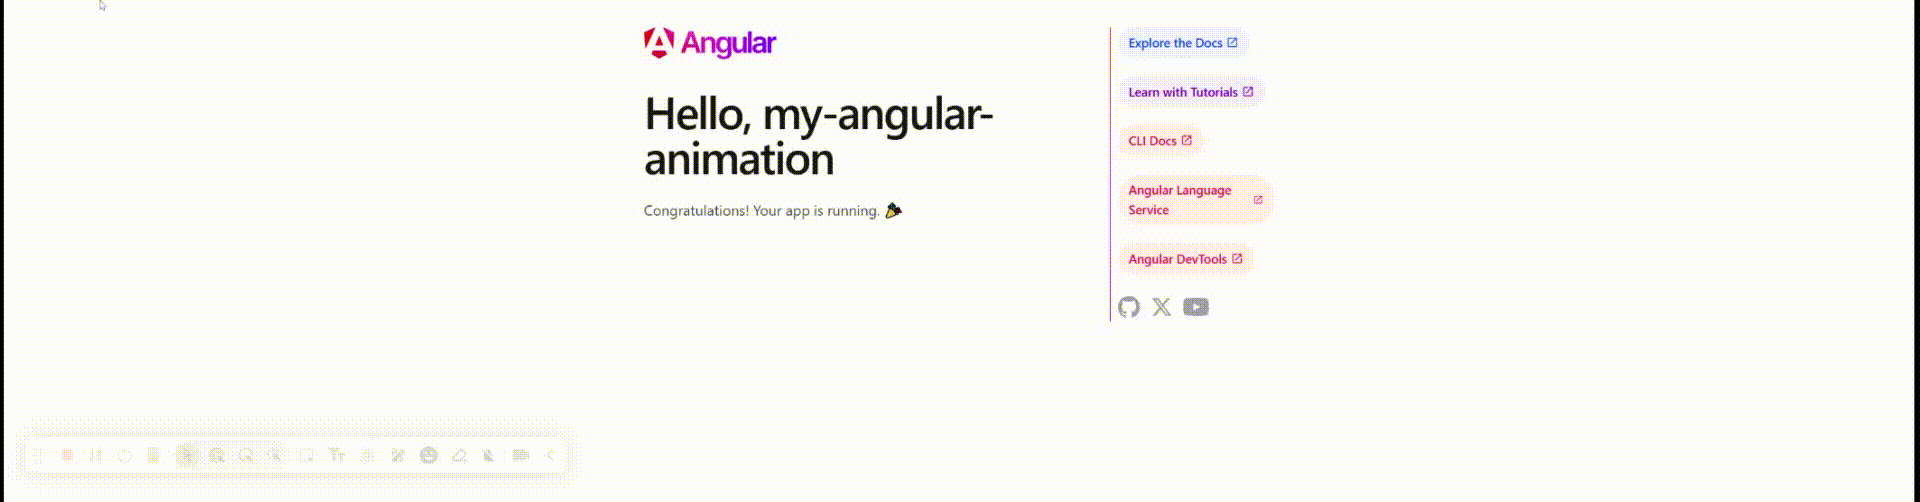 Angular
Hello, my-angular-
animation
Congratulations! Your app is running. 🎉
Explore the Docs
Learn with Tutorials
CLI Docs
Angular Language
Service
Angular DevTools
Tr